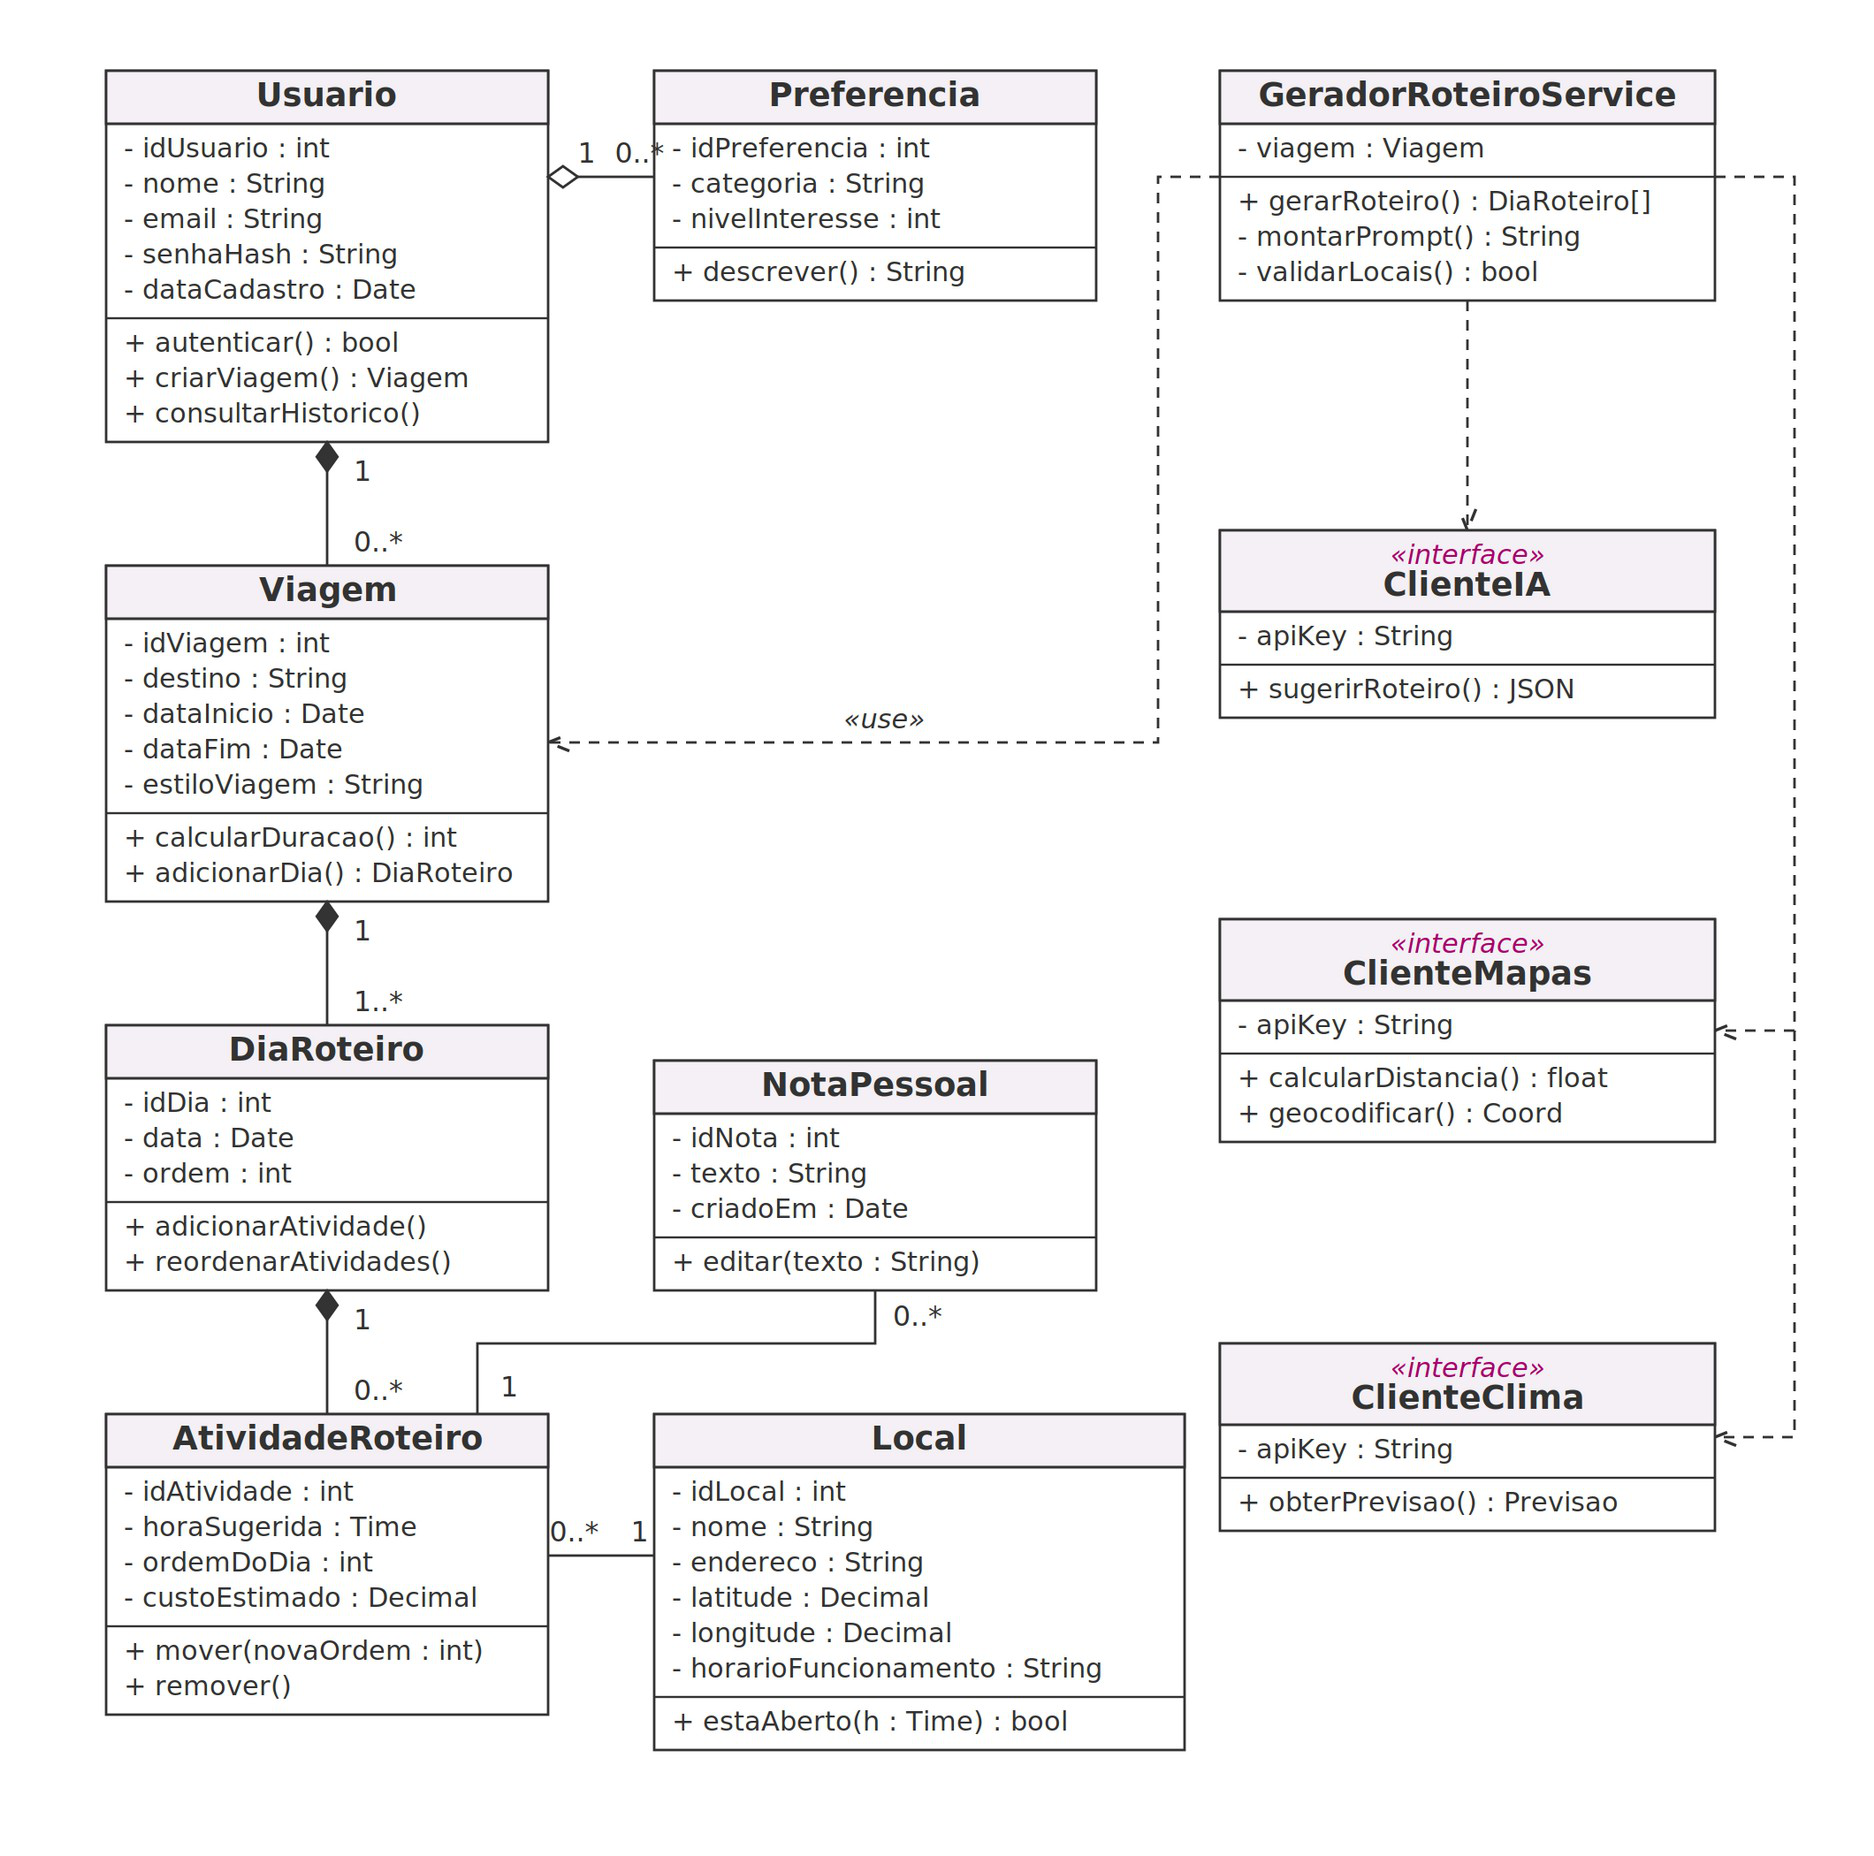 Usuario
- idUsuario : int
- nome : String
- email : String
- senhaHash : String
- dataCadastro : Date
+ autenticar() : bool
+ criarViagem() : Viagem
+ consultarHistorico()
1 0..*
Preferencia
- idPreferencia : int
- categoria : String
- nivelInteresse : int
+ descrever() : String
GeradorRoteiroService
- viagem : Viagem
+ gerarRoteiro() : DiaRoteiro[]
- montarPrompt() : String
- validarLocais() : bool
1
0..*
Viagem
- idViagem : int
- destino : String
- dataInicio : Date
- dataFim : Date
- estiloViagem : String
+ calcularDuracao() : int
+ adicionarDia() : DiaRoteiro
«use»
«interface»
ClienteIA
- apiKey : String
+ sugerirRoteiro() : JSON
1
1..*
DiaRoteiro
- idDia : int
- data : Date
- ordem : int
+ adicionarAtividade()
+ reordenarAtividades()
NotaPessoal
- idNota : int
- texto : String
- criadoEm : Date
+ editar(texto : String)
«interface»
ClienteMapas
- apiKey : String
+ calcularDistancia() : float
+ geocodificar() : Coord
1
0..*
0..*
1
AtividadeRoteiro
- idAtividade : int
- horaSugerida : Time
- ordemDoDia : int
- custoEstimado : Decimal
+ mover(novaOrdem : int)
+ remover()
0..* 1
Local
- idLocal : int
- nome : String
- endereco : String
- latitude : Decimal
- longitude : Decimal
- horarioFuncionamento : String
+ estaAberto(h : Time) : bool
«interface»
ClienteClima
- apiKey : String
+ obterPrevisao() : Previsao